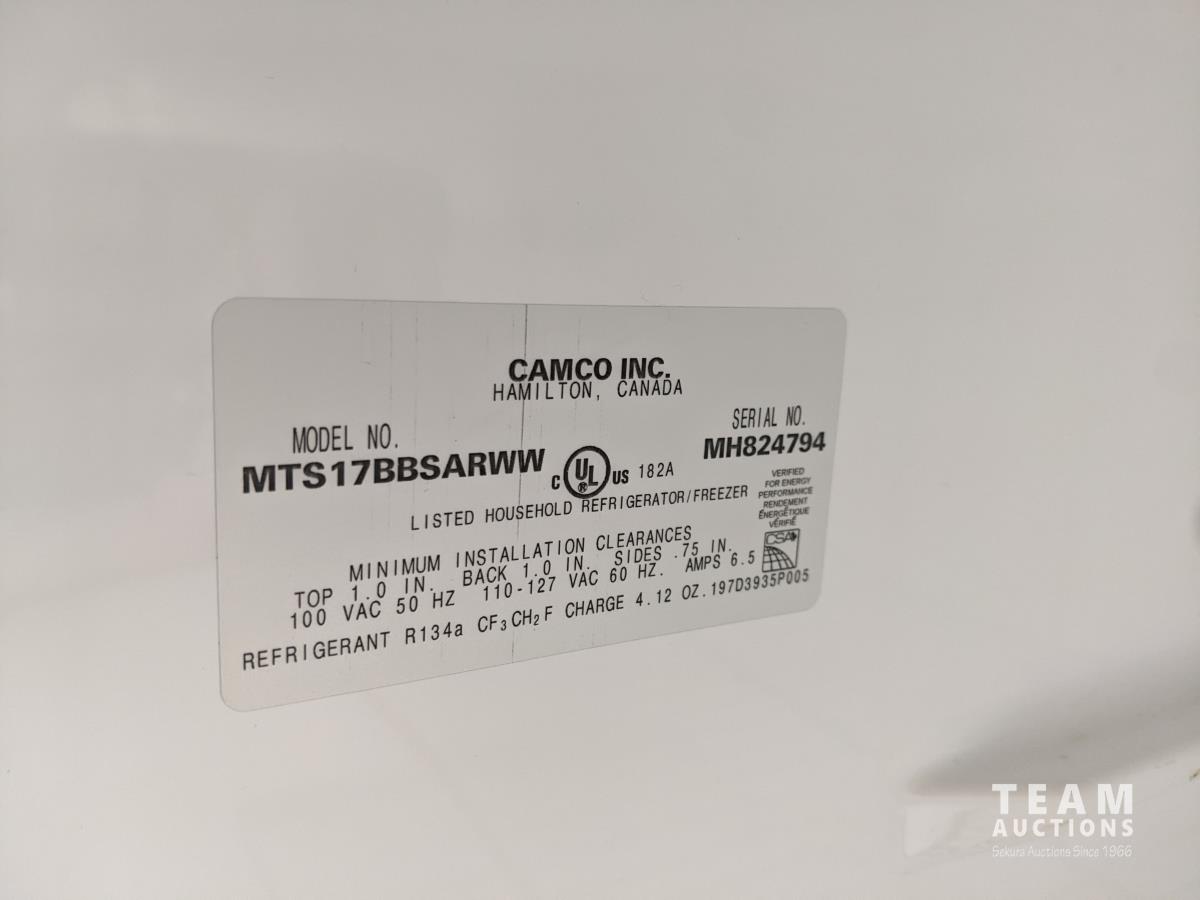 CAMCO INC.
HAMILTON, CANADA
MODEL NO.
MTS17BBSARWW
C UL ® US 182A
SERIAL NO.
MH824794
LISTED HOUSEHOLD REFRIGERATOR/FREEZER
VERIFIED
FOR ENERGY
PERFORMANCE
RENDEMENT
ÉNERGÉTIQUE
VÉRIFIÉ
CSA
MINIMUM INSTALLATION CLEARANCES
TOP 1.0 IN. BACK 1.0 IN. SIDES .75 IN.
100 VAC 50 HZ 110-127 VAC 60 HZ. AMPS 6.5
REFRIGERANT R134a CF₃CH₂F CHARGE 4.12 OZ. 197D3935P005
TEAM
AUCTIONS
Sekura Auctions Since 1966